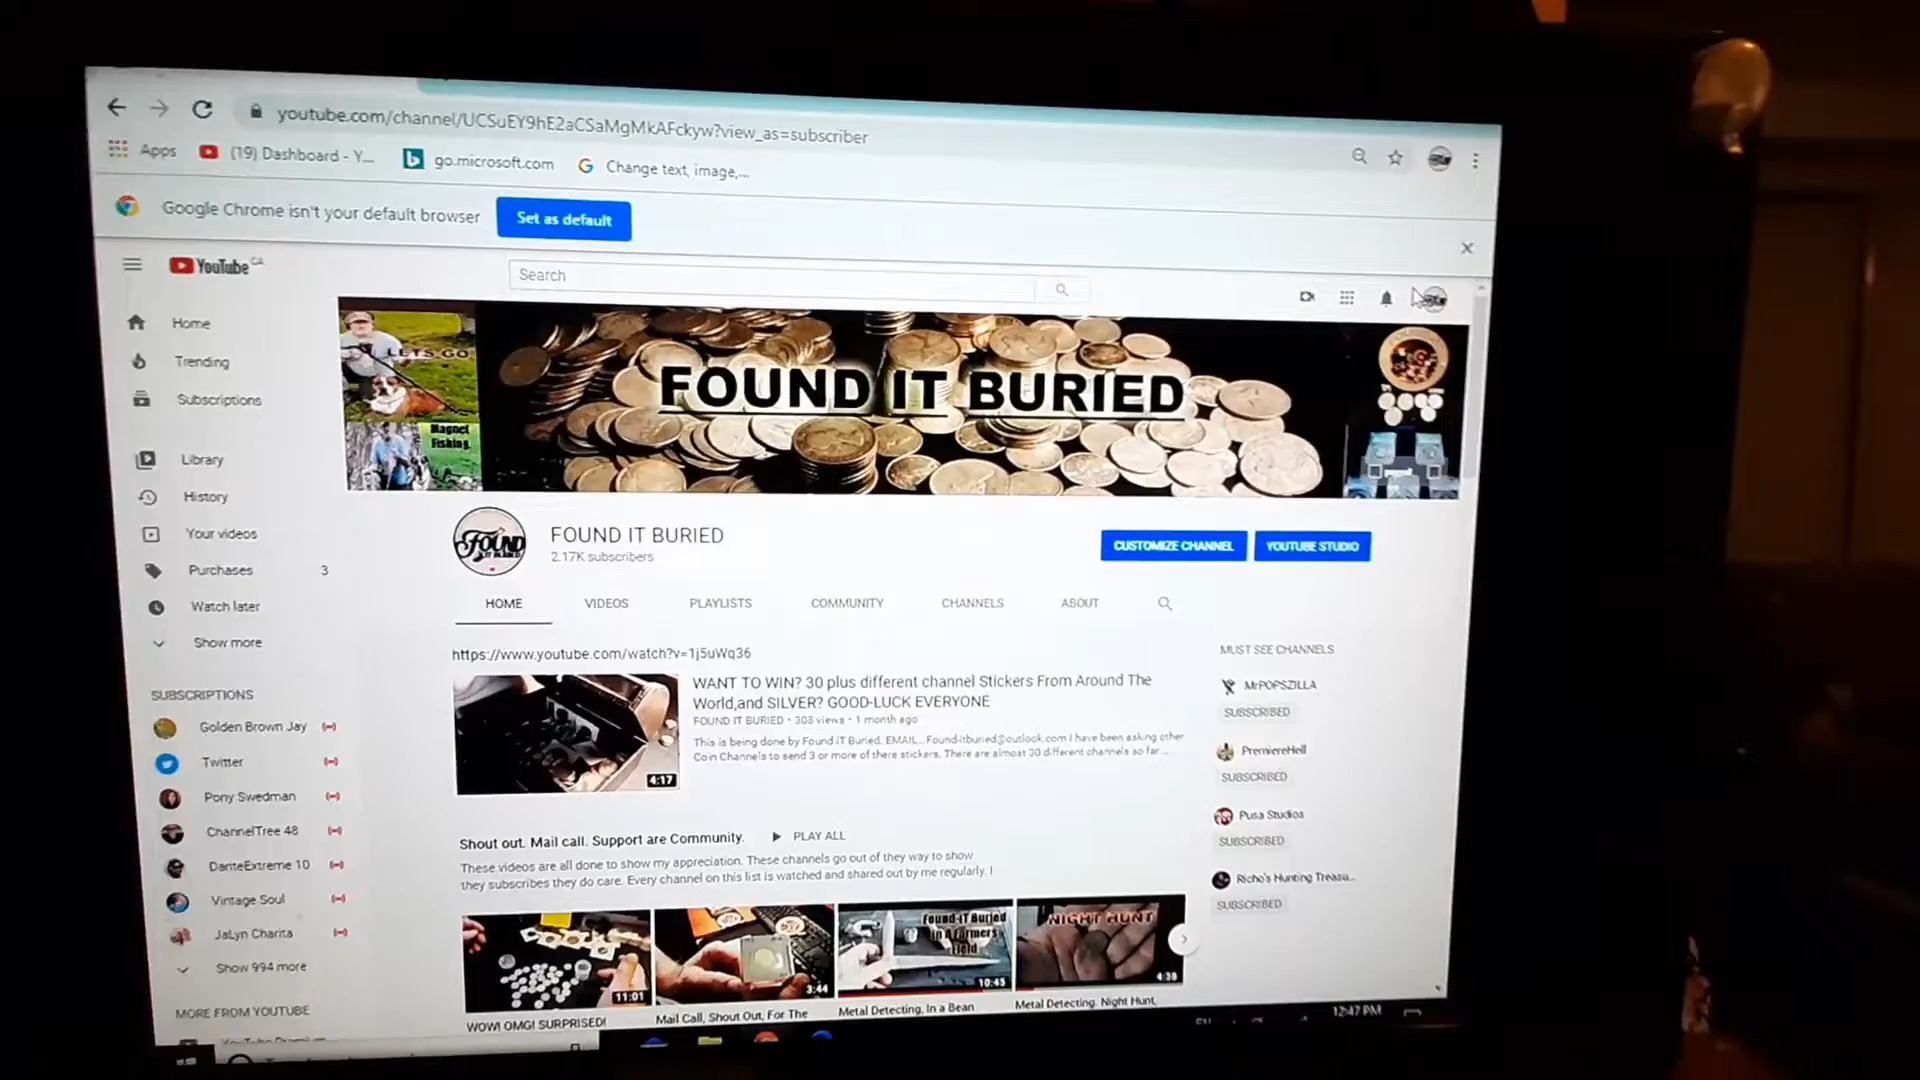 youtube.com/channel/UCSuEY9hE2aCSaMgMkAFckyw?view_as=subscriber
Apps (19) Dashboard - Y... go.microsoft.com Change text, image,...
Google Chrome isn't your default browser Set as default
YouTube CA
Search
Home
Trending
Subscriptions
Library
History
Your videos
Purchases 3
Watch later
Show more
SUBSCRIPTIONS
Golden Brown Jay
Twitter
Pony Swedman
ChannelTree 48
DanteExtreme 10
Vintage Soul
JaLyn Charita
Show 994 more
MORE FROM YOUTUBE
YouTube Premium
LETS GO
Magnet
Fishing
FOUND IT BURIED
FOUND IT BURIED
2.17K subscribers
CUSTOMIZE CHANNEL YOUTUBE STUDIO
HOME VIDEOS PLAYLISTS COMMUNITY CHANNELS ABOUT
https://www.youtube.com/watch?v=1j5uWq36
4:17
WANT TO WIN? 30 plus different channel Stickers From Around The
World,and SILVER? GOOD-LUCK EVERYONE
FOUND IT BURIED • 308 views • 1 month ago
This is being done by Found iT Buried. EMAIL... Found-itburied@outlook.com I have been asking other
Coin Channels to send 3 or more of there stickers. There are almost 30 different channels so far...
Shout out. Mail call. Support are Community. PLAY ALL
These videos are all done to show my appreciation. These channels go out of they way to show
they subscribes they do care. Every channel on this list is watched and shared out by me regularly. I
11:01
3:44
Found-iT Buried
in A Farmers
Field
10:45
NIGHT HUNT
4:38
WOW! OMG! SURPRISED!
Mail Call, Shout Out, For The
Metal Detecting, In a Bean
Metal Detecting. Night Hunt,
MUST SEE CHANNELS
MrPOPSZILLA
SUBSCRIBED
PremiereHell
SUBSCRIBED
Pusa Studios
SUBSCRIBED
Richo's Hunting Treasu...
SUBSCRIBED
12:47 PM